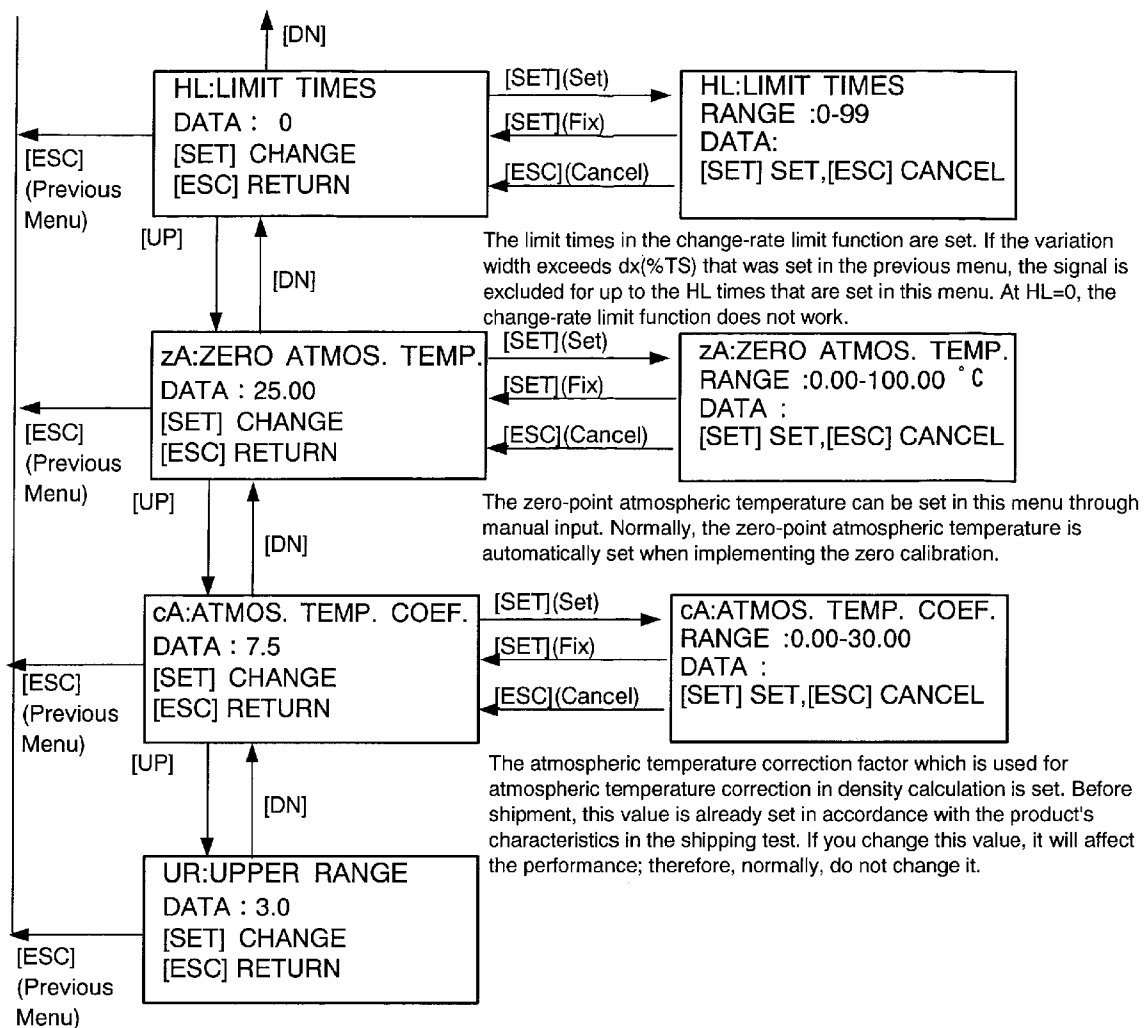 [DN]
HL:LIMIT TIMES
DATA : 0
[SET] CHANGE
[ESC] RETURN
[SET](Set)
[SET](Fix)
[ESC](Cancel)
HL:LIMIT TIMES
RANGE :0-99
DATA:
[SET] SET,[ESC] CANCEL
[ESC]
(Previous
Menu)
[UP]
[DN]
The limit times in the change-rate limit function are set. If the variation
width exceeds dx(%TS) that was set in the previous menu, the signal is
excluded for up to the HL times that are set in this menu. At HL=0, the
change-rate limit function does not work.
zA:ZERO ATMOS. TEMP.
DATA : 25.00
[SET] CHANGE
[ESC] RETURN
[SET](Set)
[SET](Fix)
[ESC](Cancel)
zA:ZERO ATMOS. TEMP.
RANGE :0.00-100.00 °C
DATA :
[SET] SET,[ESC] CANCEL
[ESC]
(Previous
Menu)
[UP]
[DN]
The zero-point atmospheric temperature can be set in this menu through
manual input. Normally, the zero-point atmospheric temperature is
automatically set when implementing the zero calibration.
cA:ATMOS. TEMP. COEF.
DATA : 7.5
[SET] CHANGE
[ESC] RETURN
[SET](Set)
[SET](Fix)
[ESC](Cancel)
cA:ATMOS. TEMP. COEF.
RANGE :0.00-30.00
DATA :
[SET] SET,[ESC] CANCEL
[ESC]
(Previous
Menu)
[UP]
[DN]
The atmospheric temperature correction factor which is used for
atmospheric temperature correction in density calculation is set. Before
shipment, this value is already set in accordance with the product's
characteristics in the shipping test. If you change this value, it will affect
the performance; therefore, normally, do not change it.
UR:UPPER RANGE
DATA : 3.0
[SET] CHANGE
[ESC] RETURN
[ESC]
(Previous
Menu)